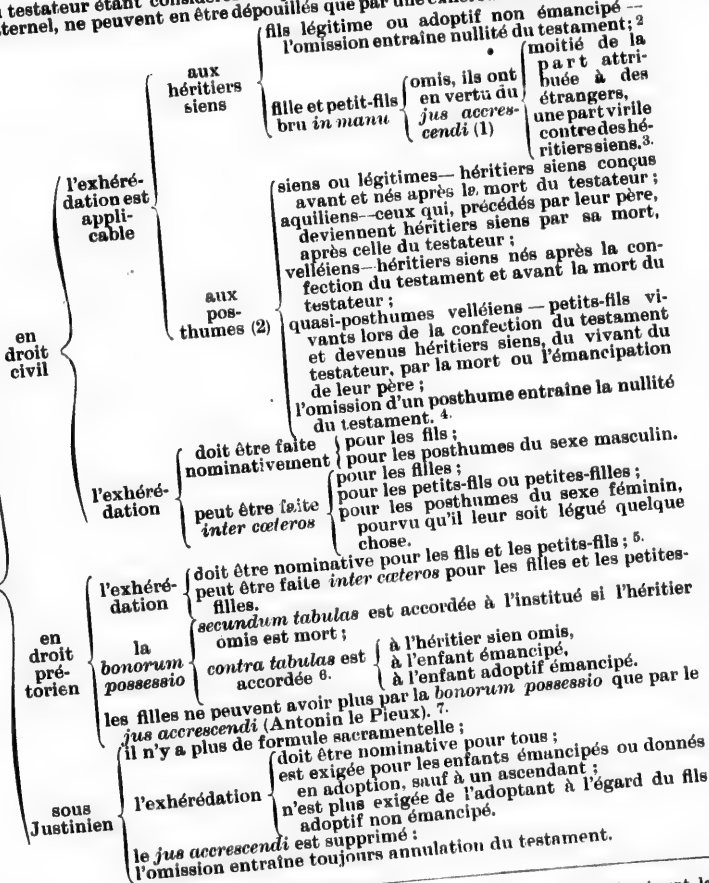 testateur étant
ternel, ne peuvent en être dépouillés que par une
en
droit
civil
l'exhéré-
dation est
appli-
cable
aux
héritiers
siens
fils légitime ou adoptif non émancipé —
l'omission entraîne nullité du testament; 2
fille et petit-fils
bru in manu
omis, ils ont
en vertu du
jus accres-
cendi (1)
moitié de la
part attri-
buée à des
étrangers,
une part virile
contre des hé-
ritiers siens. 3.
aux
pos-
thumes (2)
siens ou légitimes — héritiers siens conçus
avant et nés après la mort du testateur;
aquiliens — ceux qui, précédés par leur père,
deviennent héritiers siens par sa mort,
après celle du testateur;
velléiens — héritiers siens nés après la con-
fection du testament et avant la mort du
testateur;
quasi-posthumes velléiens — petits-fils vi-
vants lors de la confection du testament
et devenus héritiers siens, du vivant du
testateur, par la mort ou l'émancipation
de leur père;
l'omission d'un posthume entraîne la nullité
du testament. 4.
l'exhéré-
dation
doit être faite
nominativement
pour les fils;
pour les posthumes du sexe masculin.
peut être faite
inter cœteros
pour les filles;
pour les petits-fils ou petites-filles;
pour les posthumes du sexe féminin,
pourvu qu'il leur soit légué quelque
chose.
en
droit
pré-
torien
l'exhéré-
dation
doit être nominative pour les fils et les petits-fils; 5.
peut être faite inter cœteros pour les filles et les petites-
filles.
la
bonorum
possessio
secundum tabulas est accordée à l'institué si l'héritier
omis est mort;
contra tabulas est
accordée 6.
à l'héritier sien omis,
à l'enfant émancipé,
à l'enfant adoptif émancipé.
les filles ne peuvent avoir plus par la bonorum possessio que par le
jus accrescendi (Antonin le Pieux). 7.
sous
Justinien
il n'y a plus de formule sacramentelle;
l'exhérédation
doit être nominative pour tous;
est exigée pour les enfants émancipés ou donnés
en adoption, sauf à un ascendant;
n'est plus exigée de l'adoptant à l'égard du fils
adoptif non émancipé.
le jus accrescendi est supprimé:
l'omission entraîne toujours annulation du testament.